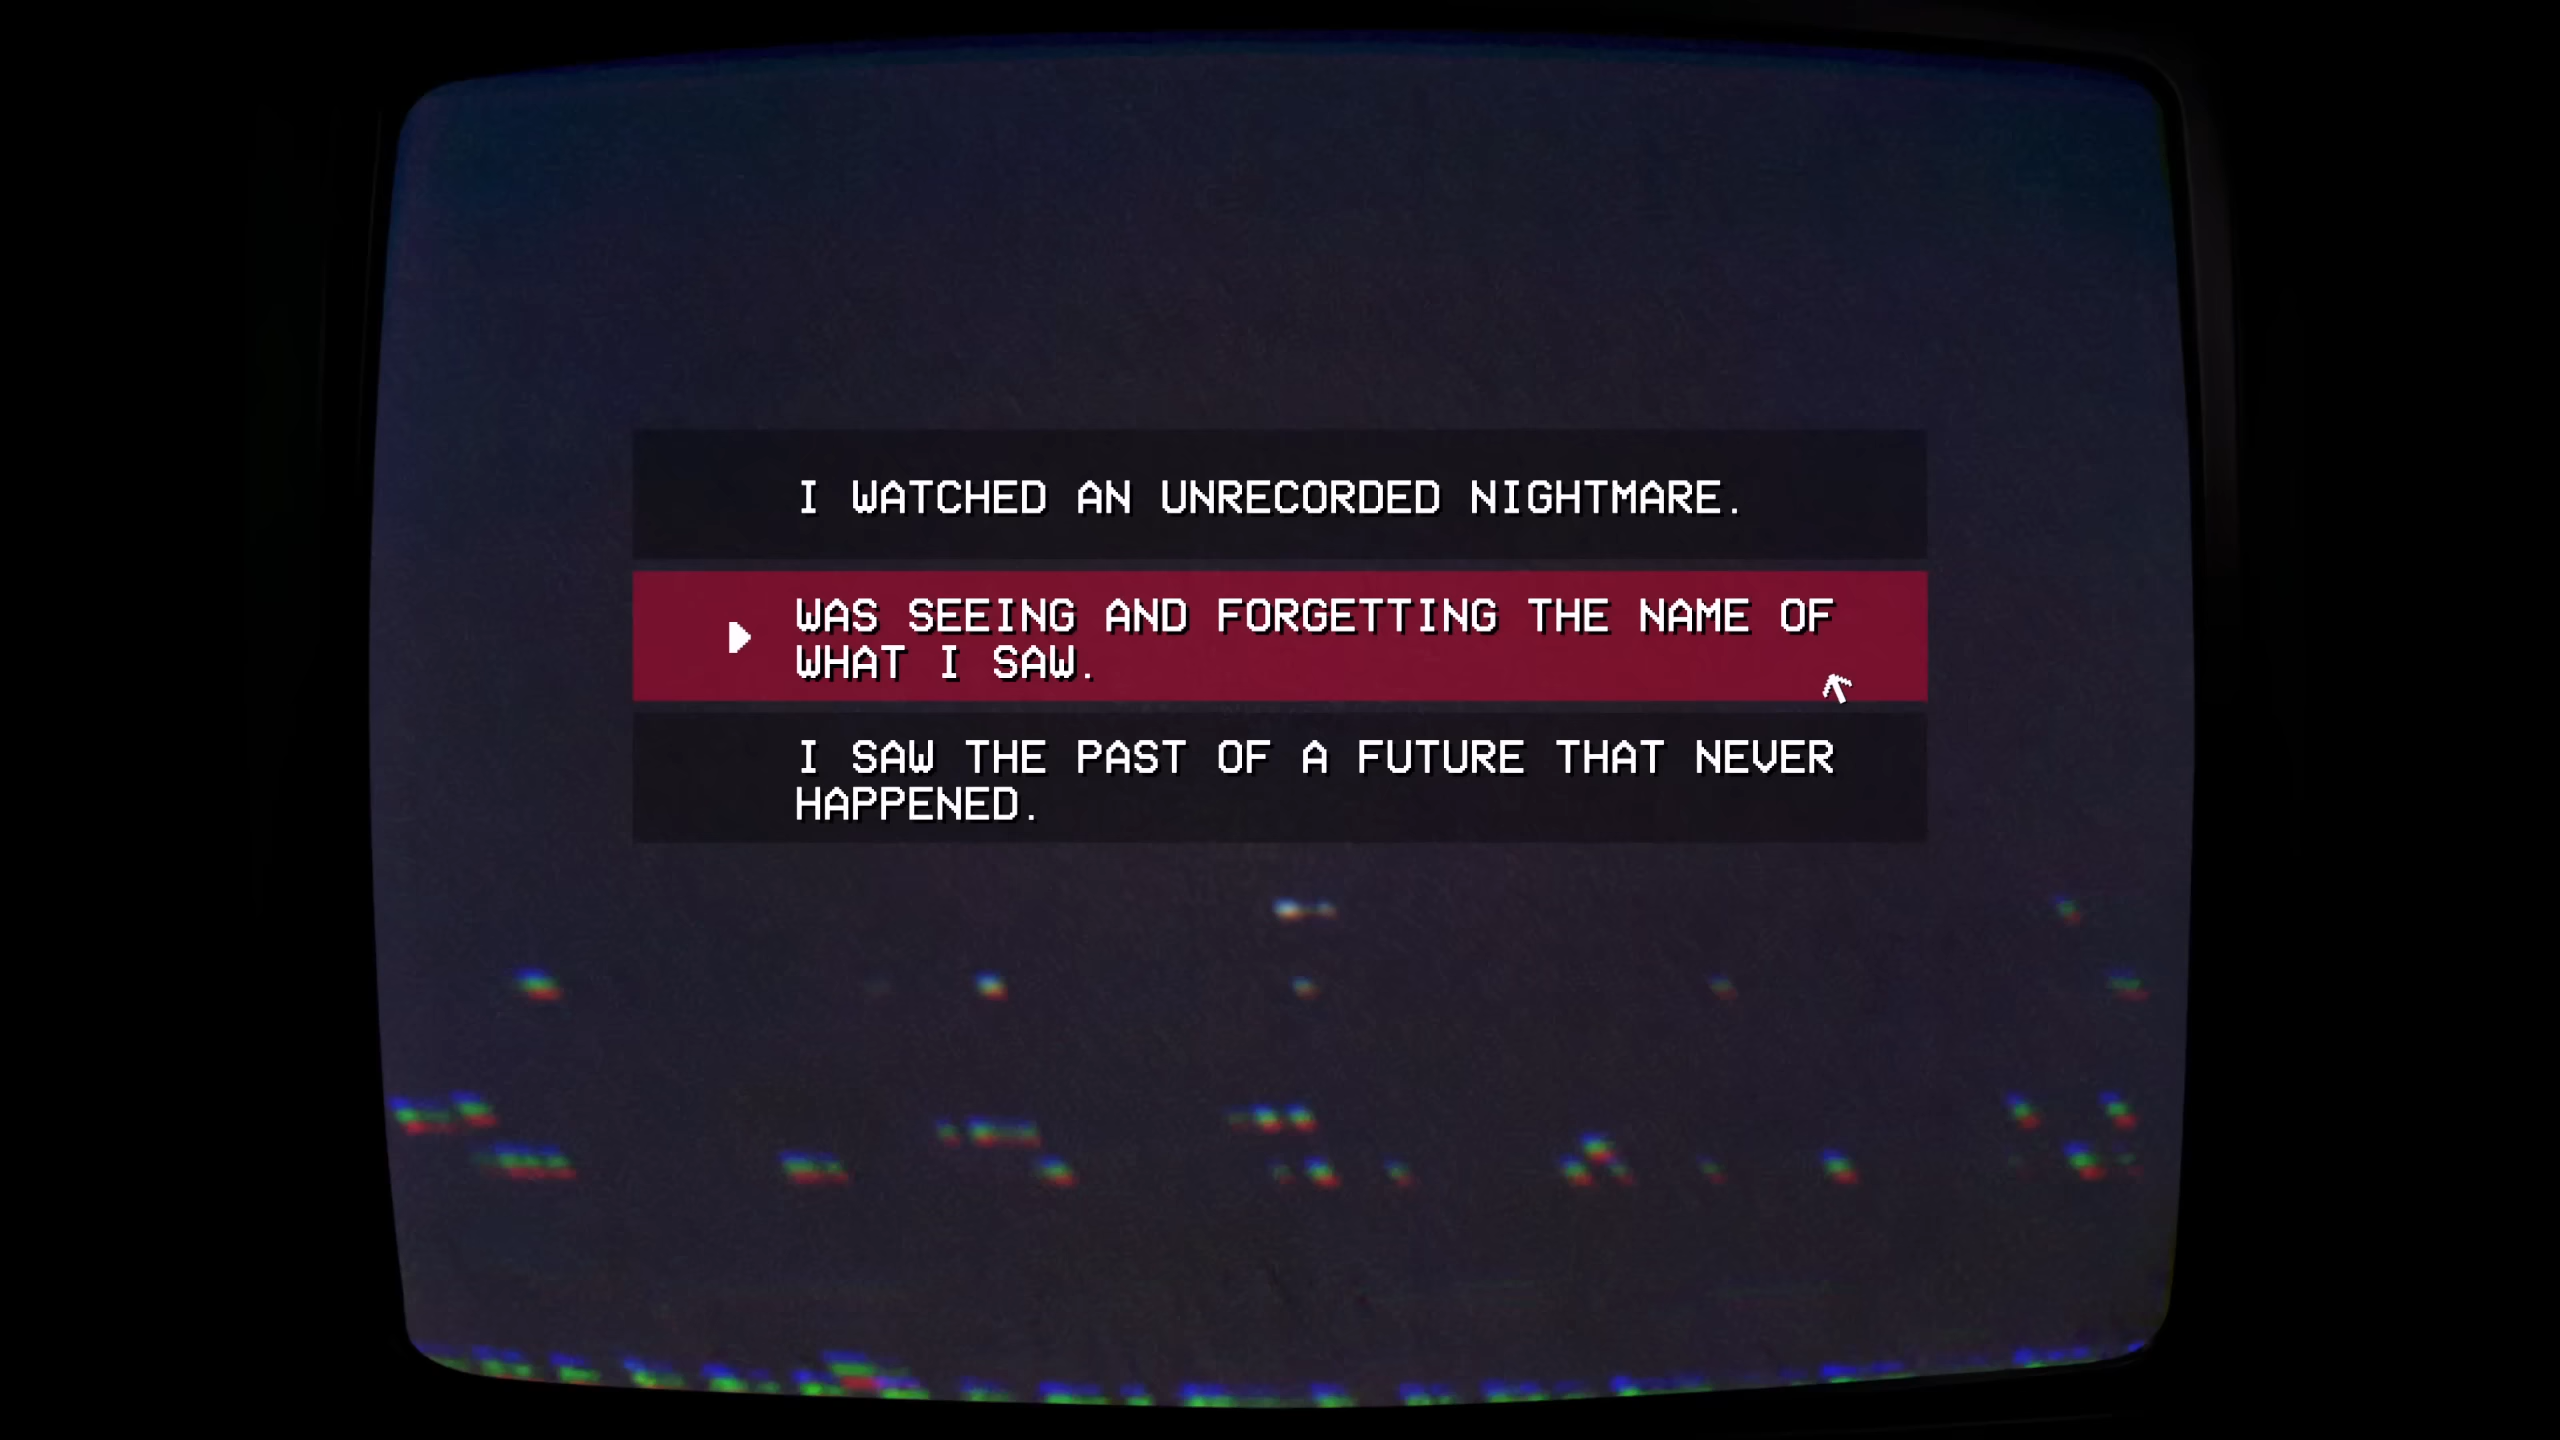 I WATCHED AN UNRECORDED NIGHTMARE.
WAS SEEING AND FORGETTING THE NAME OF
WHAT I SAW.
I SAW THE PAST OF A FUTURE THAT NEVER
HAPPENED.